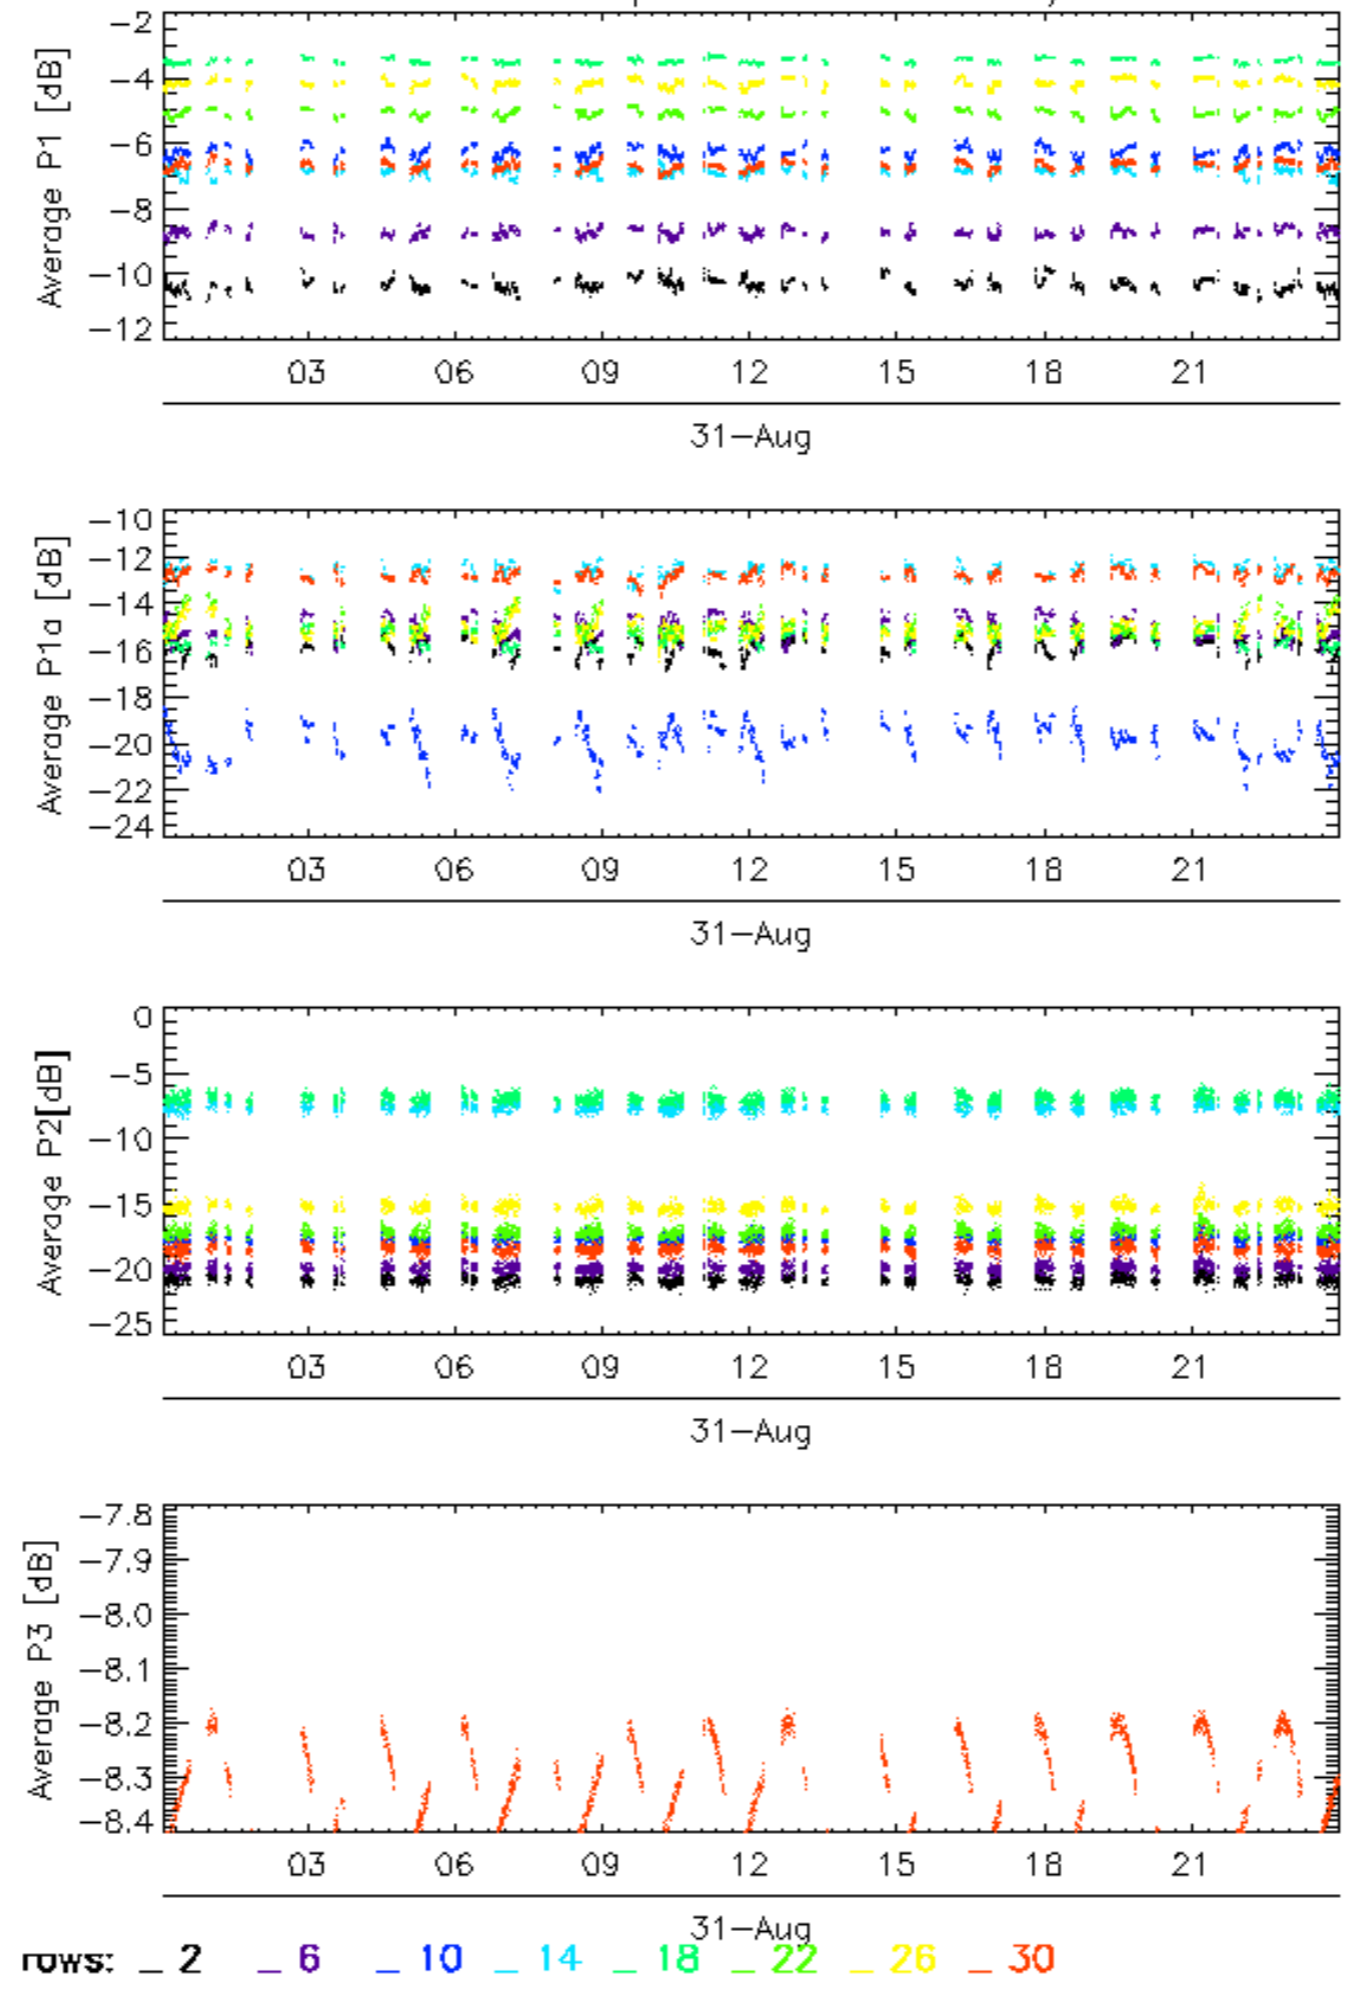 Average P1 [dB]
−2
−4
−6
−8
−10
−12
03 06 09 12 15 18 21
31−Aug
Average P1a [dB]
−10
−12
−14
−16
−18
−20
−22
−24
03 06 09 12 15 18 21
31−Aug
Average P2[dB]
0
−5
−10
−15
−20
−25
03 06 09 12 15 18 21
31−Aug
Average P3 [dB]
−7.8
−7.9
−8.0
−8.1
−8.2
−8.3
−8.4
03 06 09 12 15 18 21
31−Aug
rows: _ 2 _ 6 _ 10 _ 14 _ 18 _ 22 _ 26 _ 30